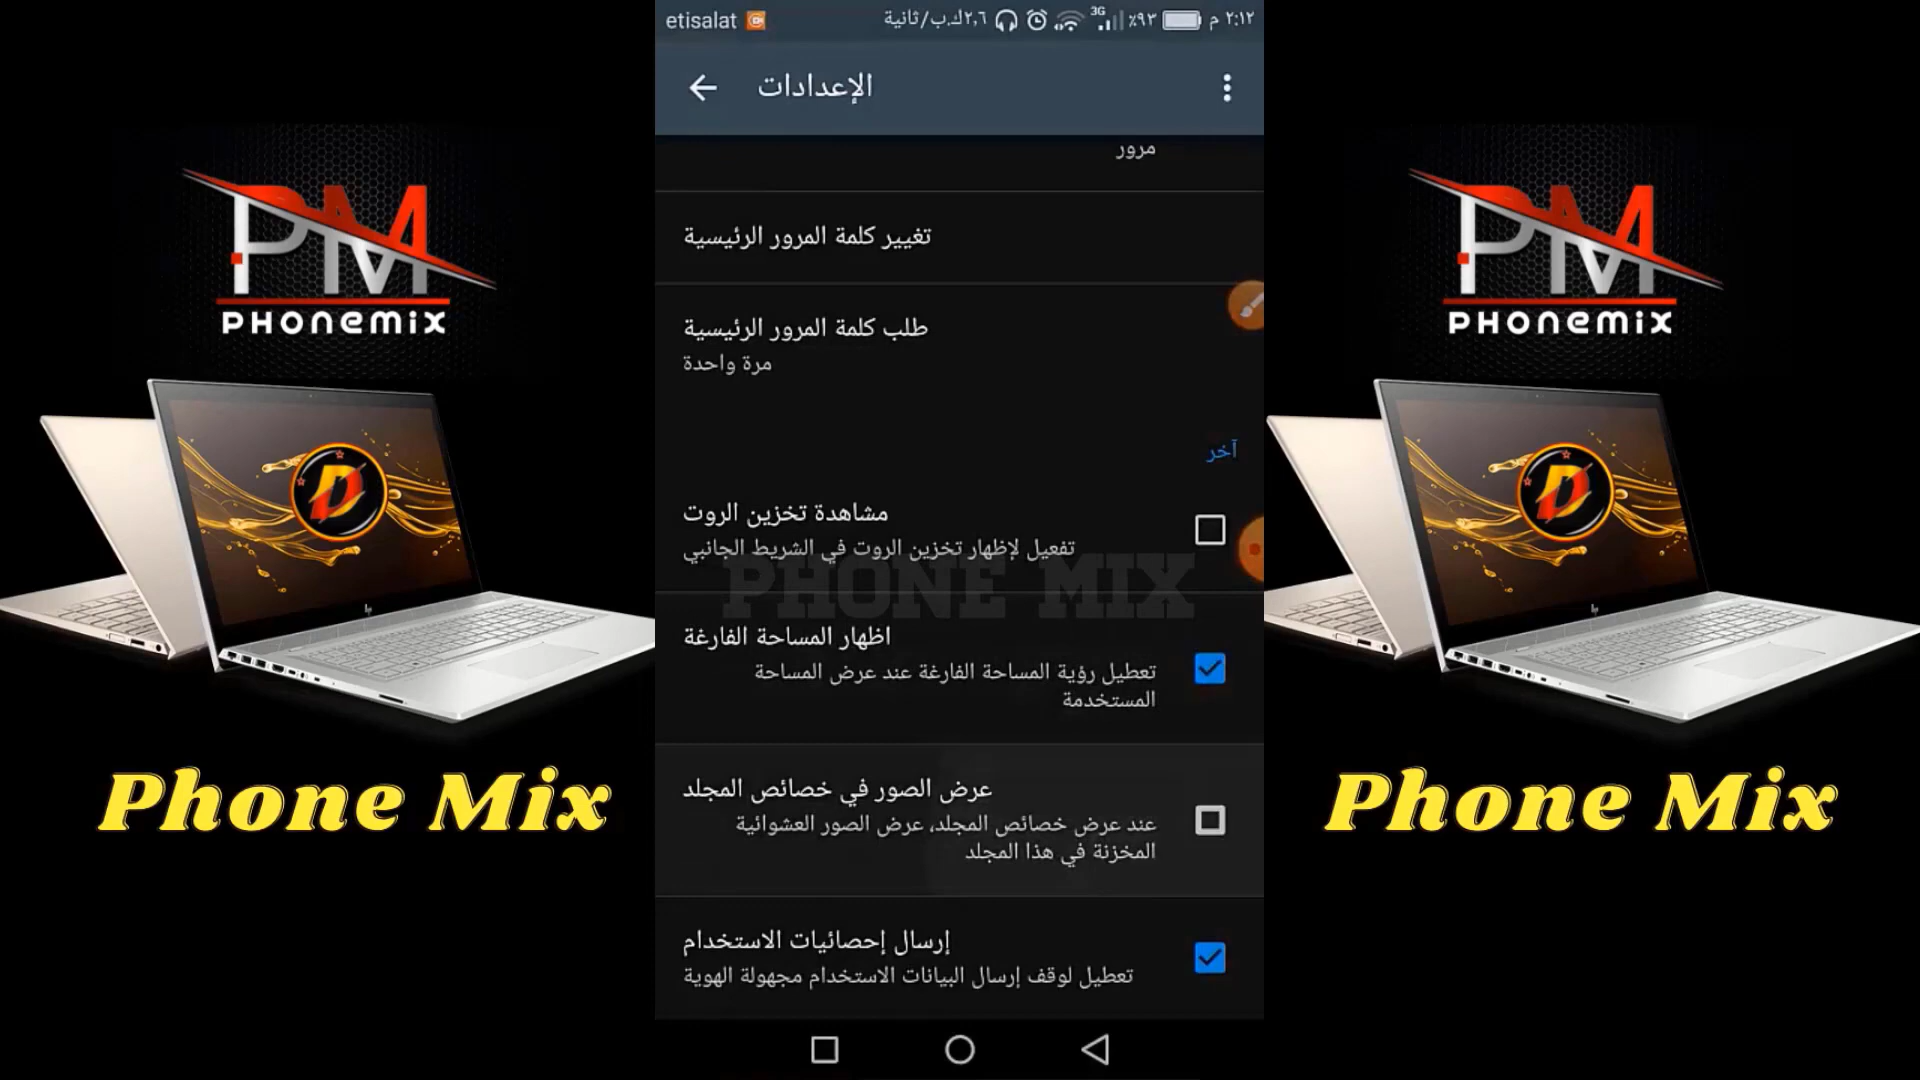 etisalat
٢,٦ك.ب/ثانية
3G
٪٩٣
٢:١٢ م
الإعدادات
مرور
تغيير كلمة المرور الرئيسية
طلب كلمة المرور الرئيسية
مرة واحدة
آخر
مشاهدة تخزين الروت
تفعيل لإظهار تخزين الروت في الشريط الجانبي
PHONE MIX
اظهار المساحة الفارغة
تعطيل رؤية المساحة الفارغة عند عرض المساحة
المستخدمة
عرض الصور في خصائص المجلد
عند عرض خصائص المجلد، عرض الصور العشوائية
المخزنة في هذا المجلد
إرسال إحصائيات الاستخدام
تعطيل لوقف إرسال البيانات الاستخدام مجهولة الهوية
PM
PHONEMIX
D
hp
Phone Mix
PM
PHONEMIX
D
hp
Phone Mix